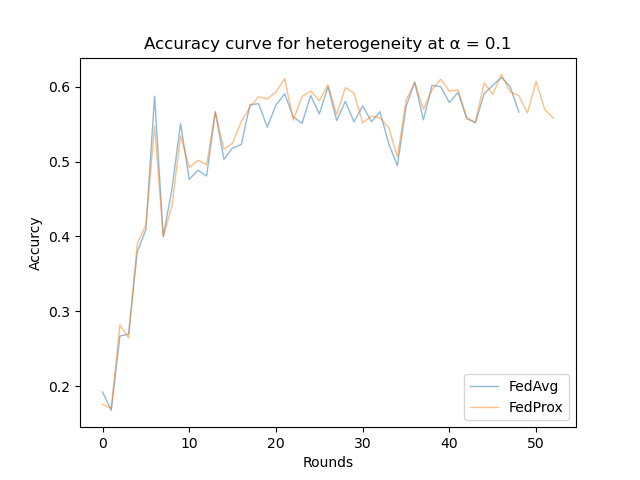 Accuracy curve for heterogeneity at α = 0.1
0.6
0.5
0.4
0.3
0.2
Accurcy
0 10 20 30 40 50
Rounds
FedAvg
FedProx